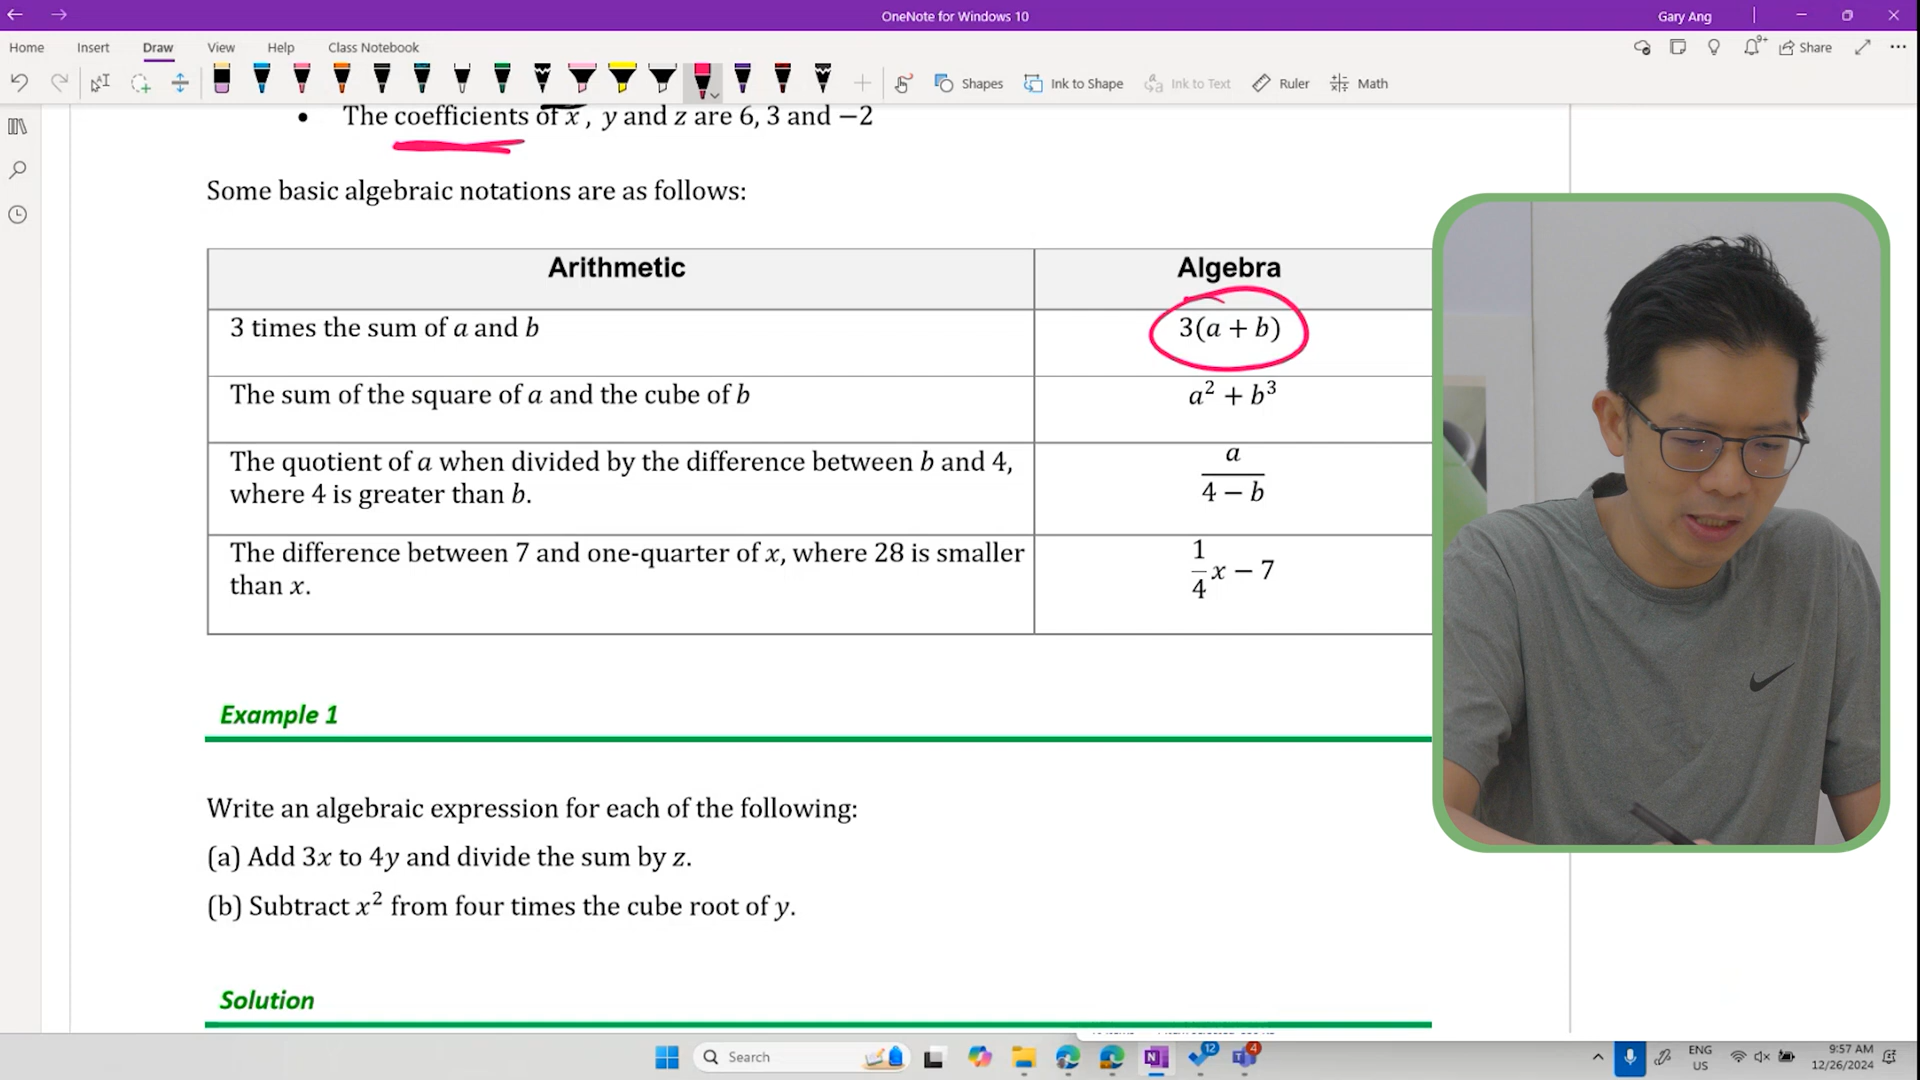 OneNote for Windows 10
Gary Ang
Home Insert Draw View Help Class Notebook
9+ Share
Shapes Ink to Shape Ink to Text Ruler Math
• The coefficients of x, y and z are 6, 3 and −2
Some basic algebraic notations are as follows:
Arithmetic Algebra
3 times the sum of a and b 3(a + b)
The sum of the square of a and the cube of b a² + b³
The quotient of a when divided by the difference between b and 4,
where 4 is greater than b.
a
4 − b
The difference between 7 and one-quarter of x, where 28 is smaller
than x.
1/4 x − 7
Example 1
Write an algebraic expression for each of the following:
(a) Add 3x to 4y and divide the sum by z.
(b) Subtract x² from four times the cube root of y.
Solution
Search
12
4
ENG
US
9:57 AM
12/26/2024